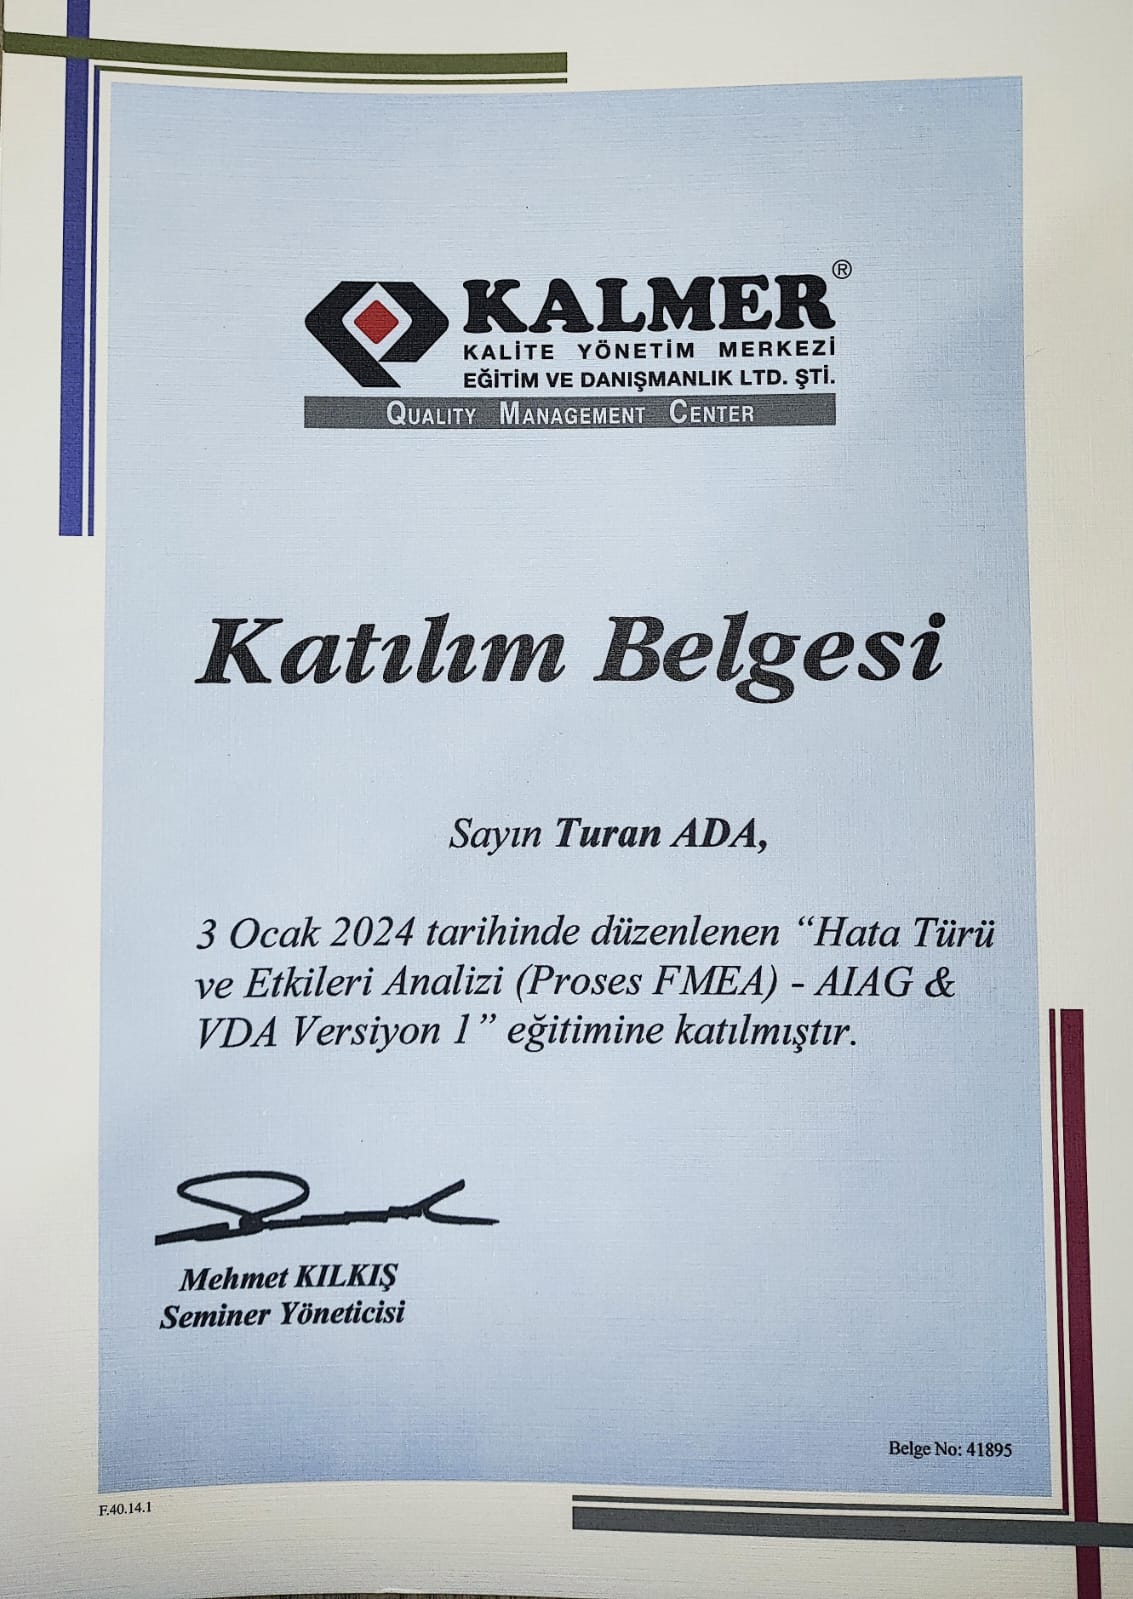 KALMER®
KALİTE YÖNETİM MERKEZİ
EĞİTİM VE DANIŞMANLIK LTD. ŞTİ.
QUALITY MANAGEMENT CENTER
Katılım Belgesi
Sayın Turan ADA,
3 Ocak 2024 tarihinde düzenlenen “Hata Türü
ve Etkileri Analizi (Proses FMEA) - AIAG &
VDA Versiyon 1” eğitimine katılmıştır.
Mehmet KILKIŞ
Seminer Yöneticisi
Belge No: 41895
F.40.14.1